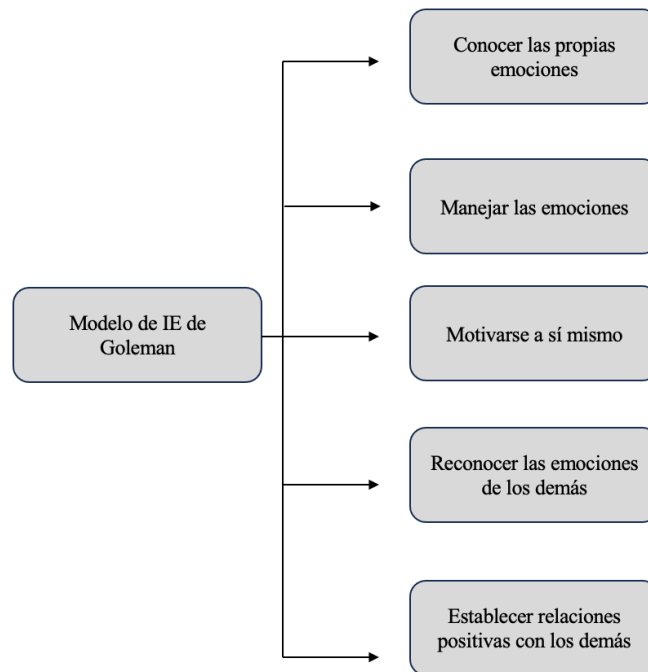 Conocer las propias
emociones
Manejar las emociones
Modelo de IE de
Goleman
Motivarse a sí mismo
Reconocer las emociones
de los demás
Establecer relaciones
positivas con los demás